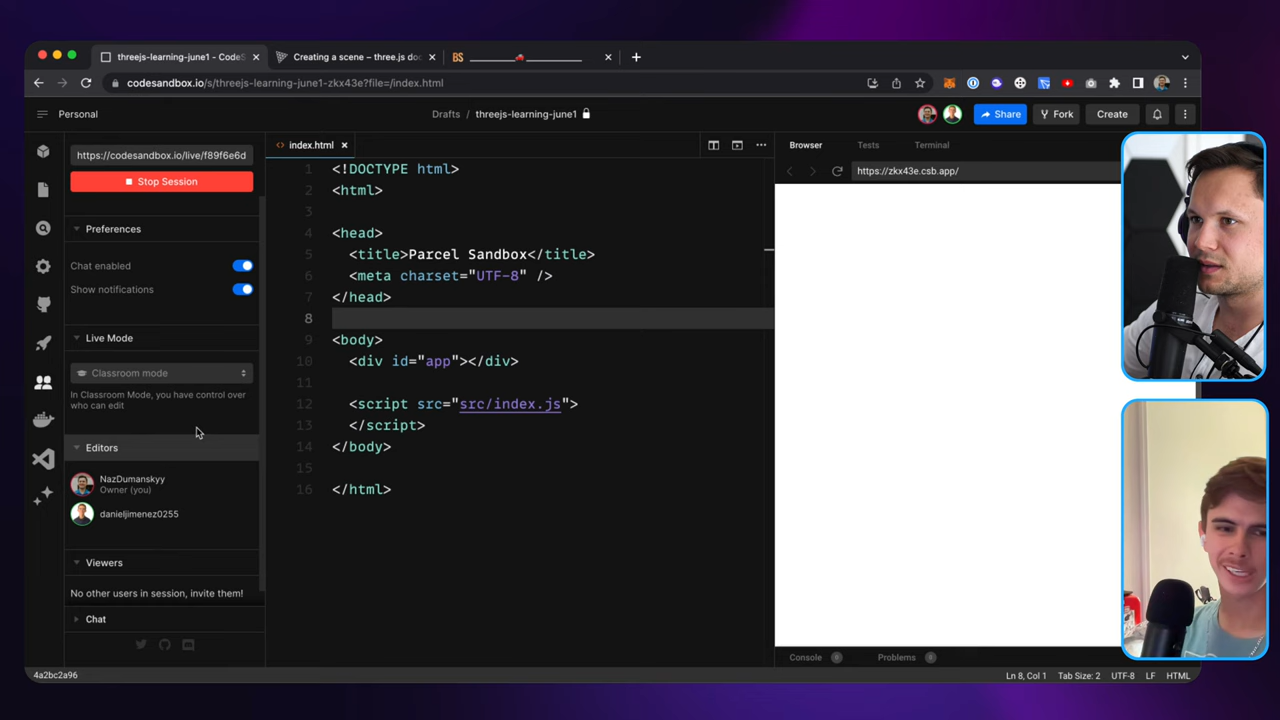 threejs-learning-june1 - CodeS
Creating a scene – three.js doc
BS
codesandbox.io/s/threejs-learning-june1-zkx43e?file=/index.html
Personal
Drafts / threejs-learning-june1
Share
Fork
Create
https://codesandbox.io/live/f89f6e6d
Stop Session
Preferences
Chat enabled
Show notifications
Live Mode
Classroom mode
In Classroom Mode, you have control over
who can edit
Editors
NazDumanskyy
Owner (you)
danieljimenez0255
Viewers
No other users in session, invite them!
Chat
4a2bc2a96
index.html
1 <!DOCTYPE html>
2 <html>
3
4 <head>
5 <title>Parcel Sandbox</title>
6 <meta charset="UTF-8" />
7 </head>
8
9 <body>
10 <div id="app"></div>
11
12 <script src="src/index.js">
13 </script>
14 </body>
15
16 </html>
Browser
Tests
Terminal
https://zkx43e.csb.app/
Console 0
Problems 0
Ln 8, Col 1
Tab Size: 2
UTF-8
LF
HTML